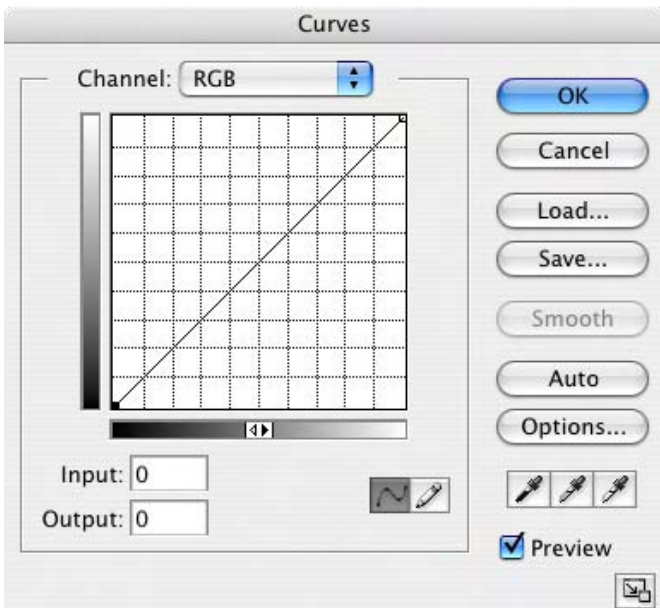 Curves
Channel: RGB
OK
Cancel
Load...
Save...
Smooth
Auto
Options...
Input: 0
Output: 0
Preview